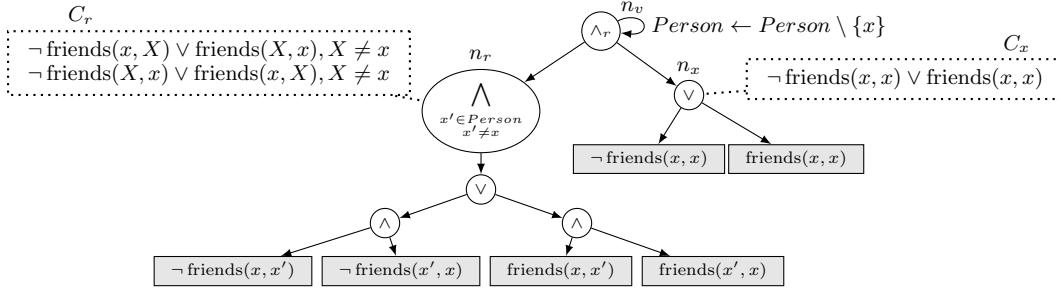 C_r
¬ friends(x, X) ∨ friends(X, x), X ≠ x
¬ friends(X, x) ∨ friends(x, X), X ≠ x
n_v
∧_r
Person ← Person \ {x}
n_r
⋀
x′∈Person
x′≠x
n_x
∨
C_x
¬ friends(x, x) ∨ friends(x, x)
¬ friends(x, x)
friends(x, x)
∨
∧
∧
¬ friends(x, x′)
¬ friends(x′, x)
friends(x, x′)
friends(x′, x)